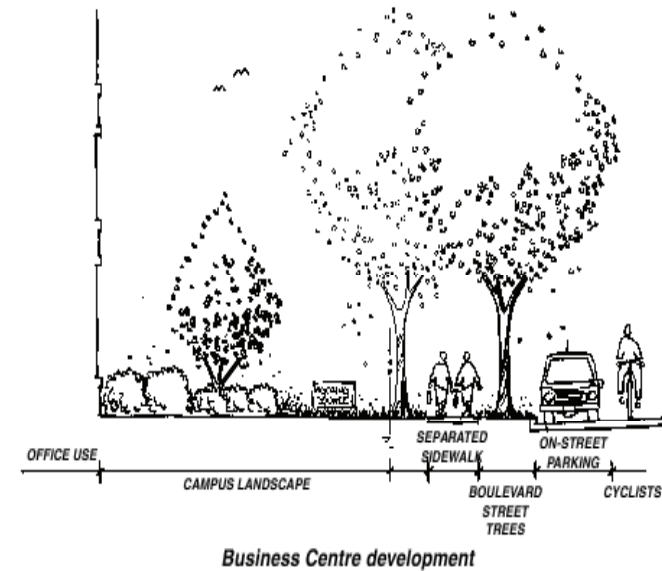 OFFICE USE
CAMPUS LANDSCAPE
SEPARATED
SIDEWALK
BOULEVARD
STREET
TREES
ON-STREET
PARKING
CYCLISTS
Business Centre development